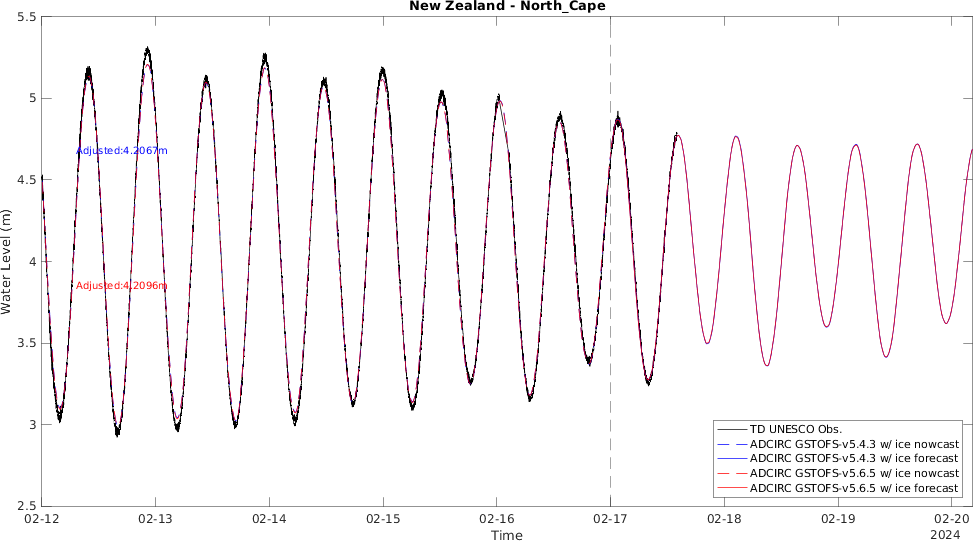 New Zealand - North_Cape
5.5
5
4.5
4
3.5
3
2.5
Water Level (m)
Adjusted:4.2067m
Adjusted:4.2096m
TD UNESCO Obs.
ADCIRC GSTOFS-v5.4.3 w/ ice nowcast
ADCIRC GSTOFS-v5.4.3 w/ ice forecast
ADCIRC GSTOFS-v5.6.5 w/ ice nowcast
ADCIRC GSTOFS-v5.6.5 w/ ice forecast
02-12 02-13 02-14 02-15 02-16 02-17 02-18 02-19 02-20
Time
2024